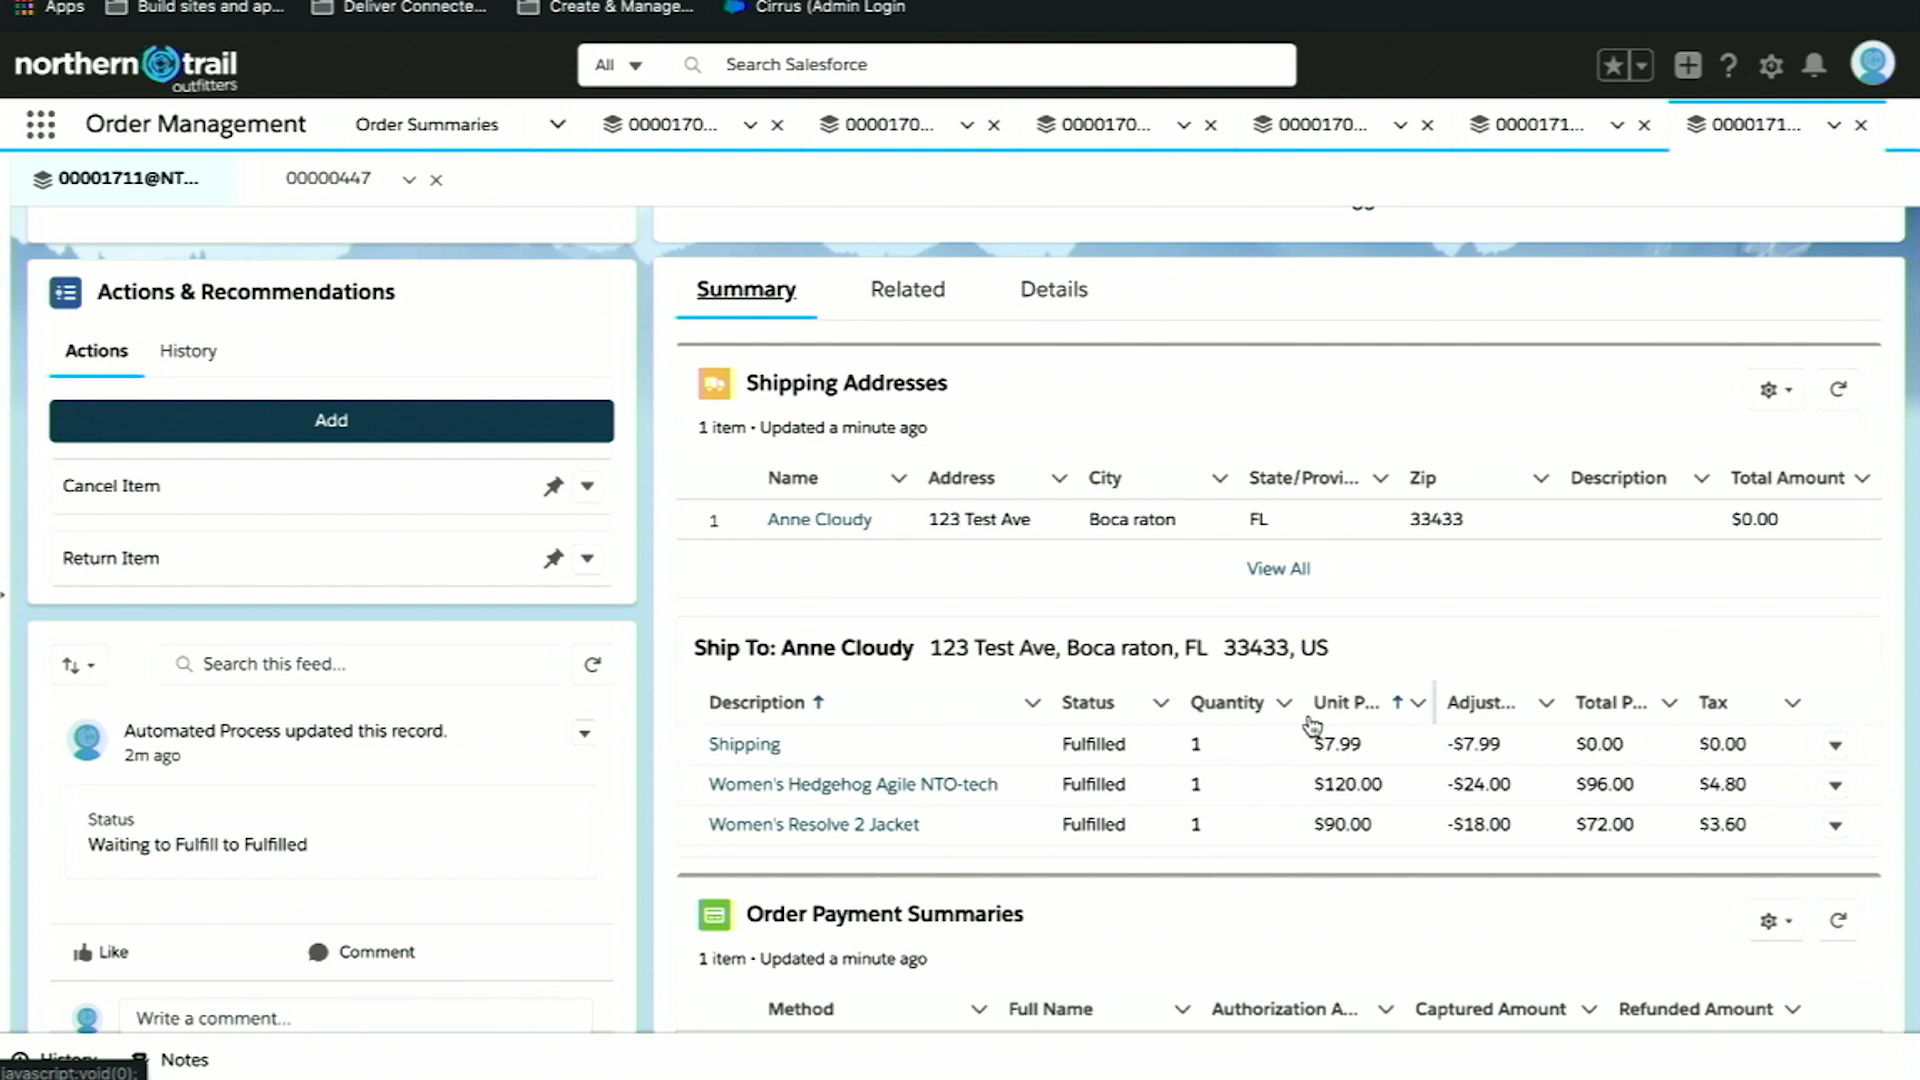 Apps Build sites and ap... Deliver Connecte... Create & Manage... Cirrus (Admin Login
northern trail
outfitters
All Search Salesforce
Order Management Order Summaries 0000170... 0000170... 0000170... 0000170... 0000171... 0000171...
00001711@NT... 00000447
Actions & Recommendations
Actions History
Add
Cancel Item
Return Item
Search this feed...
Automated Process updated this record.
2m ago
Status
Waiting to Fulfill to Fulfilled
Like Comment
Write a comment...
Summary Related Details
Shipping Addresses
1 item • Updated a minute ago
Name Address City State/Provi... Zip Description Total Amount
1 Anne Cloudy 123 Test Ave Boca raton FL 33433 $0.00
View All
Ship To: Anne Cloudy 123 Test Ave, Boca raton, FL 33433, US
Description Status Quantity Unit P... Adjust... Total P... Tax
Shipping Fulfilled 1 $7.99 -$7.99 $0.00 $0.00
Women's Hedgehog Agile NTO-tech Fulfilled 1 $120.00 -$24.00 $96.00 $4.80
Women's Resolve 2 Jacket Fulfilled 1 $90.00 -$18.00 $72.00 $3.60
Order Payment Summaries
1 item • Updated a minute ago
Method Full Name Authorization A... Captured Amount Refunded Amount
History Notes
javascript:void(0);